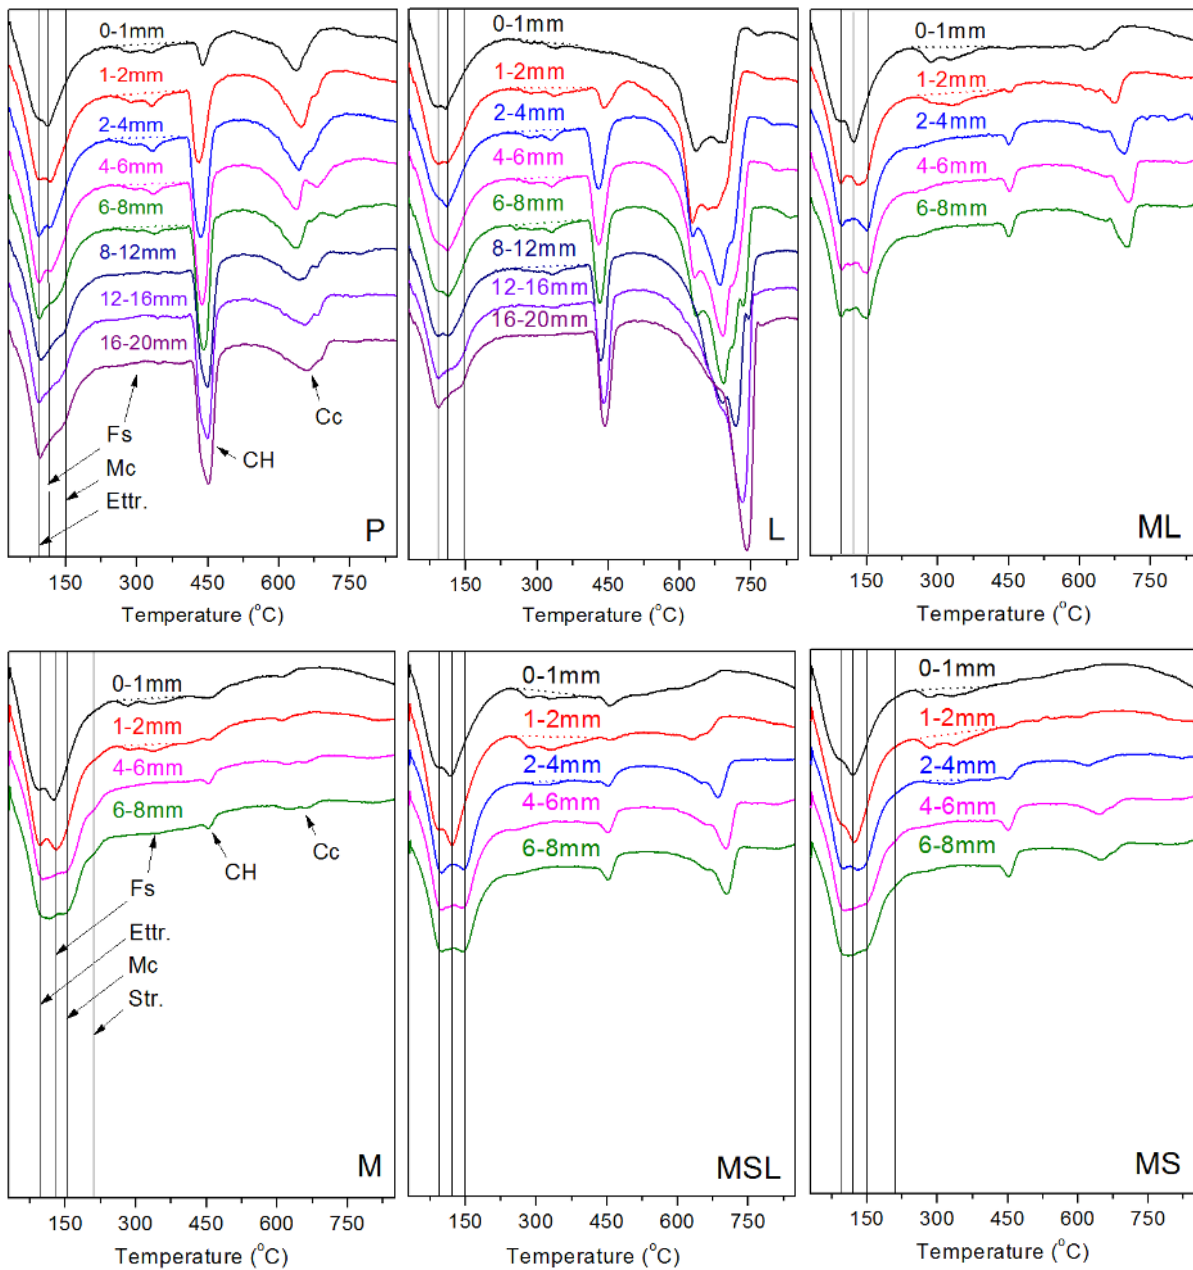 0-1mm
1-2mm
2-4mm
4-6mm
6-8mm
8-12mm
12-16mm
16-20mm
Cc
Fs
CH
Mc
Ettr.
P
150 300 450 600 750
Temperature (°C)
0-1mm
1-2mm
2-4mm
4-6mm
6-8mm
8-12mm
12-16mm
16-20mm
L
150 300 450 600 750
Temperature (°C)
0-1mm
1-2mm
2-4mm
4-6mm
6-8mm
ML
150 300 450 600 750
Temperature (°C)
0-1mm
1-2mm
4-6mm
6-8mm
Cc
CH
Fs
Ettr.
Mc
Str.
M
150 300 450 600 750
Temperature (°C)
0-1mm
1-2mm
2-4mm
4-6mm
6-8mm
MSL
150 300 450 600 750
Temperature (°C)
0-1mm
1-2mm
2-4mm
4-6mm
6-8mm
MS
150 300 450 600 750
Temperature (°C)